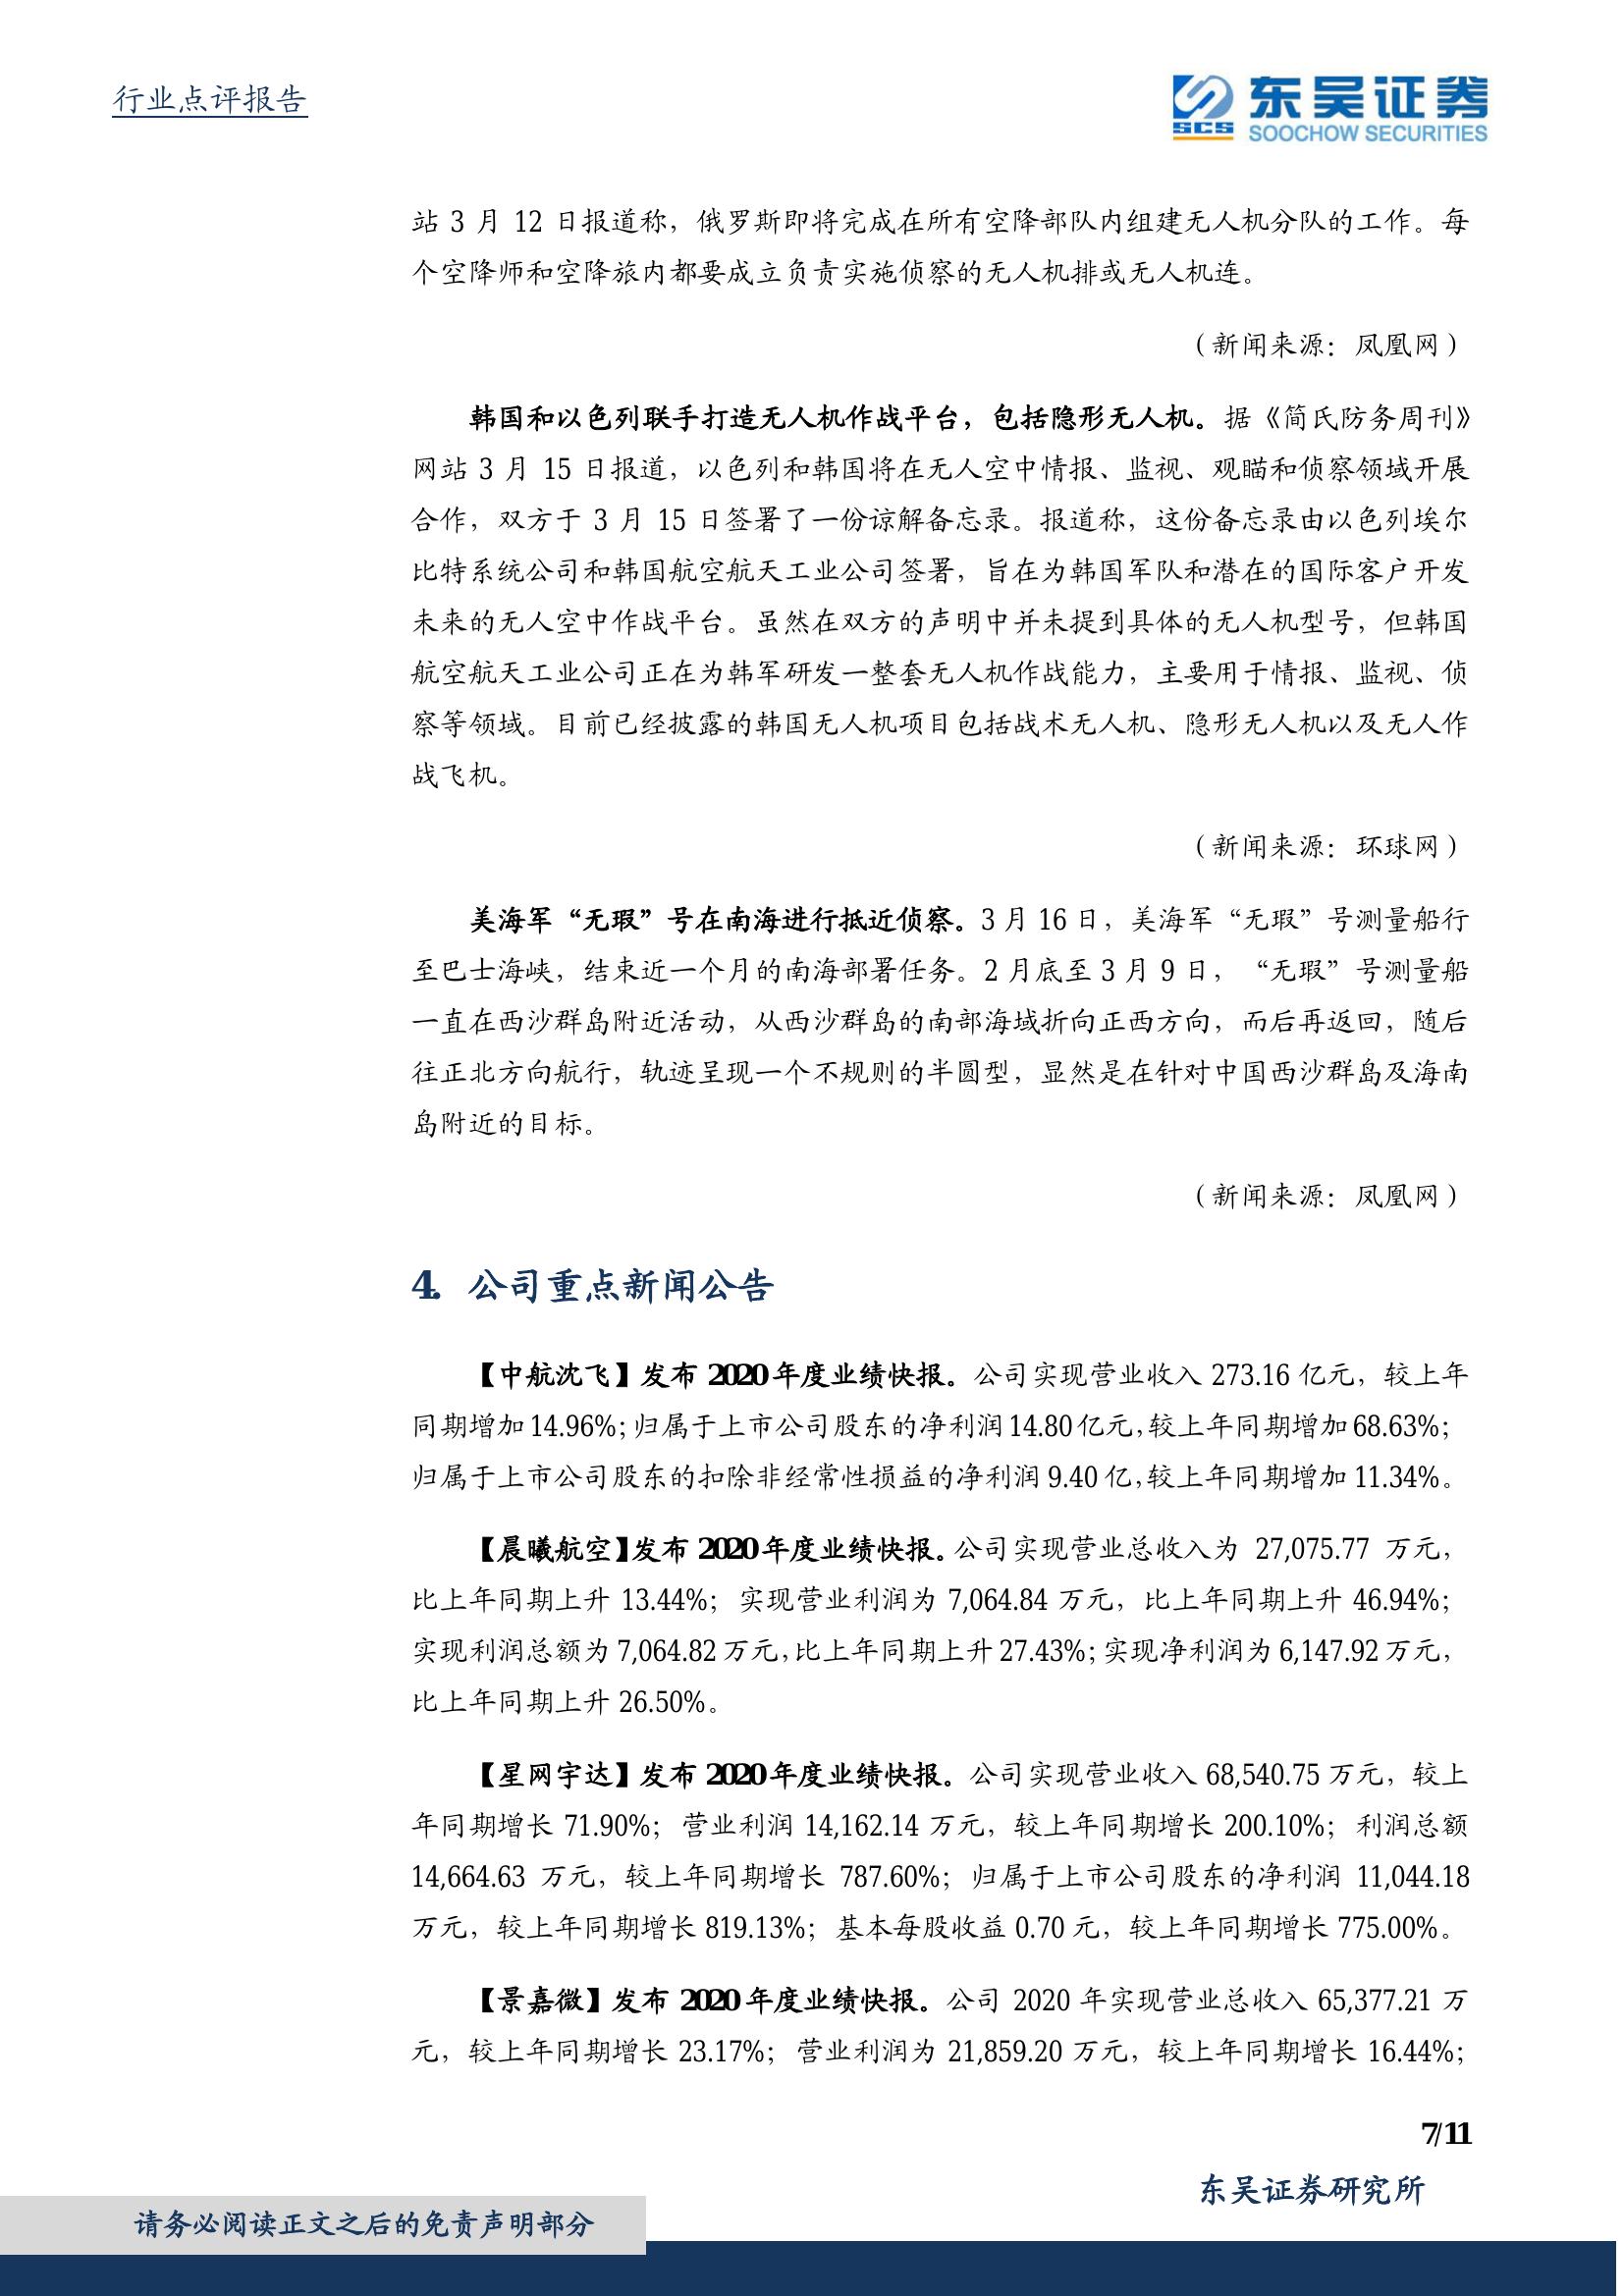 行业点评报告
东吴证券
SCS
SOOCHOW SECURITIES
站 3 月 12 日报道称，俄罗斯即将完成在所有空降部队内组建无人机分队的工作。每
个空降师和空降旅内都要成立负责实施侦察的无人机排或无人机连。
（新闻来源：凤凰网）
韩国和以色列联手打造无人机作战平台，包括隐形无人机。据《简氏防务周刊》
网站 3 月 15 日报道，以色列和韩国将在无人空中情报、监视、观瞄和侦察领域开展
合作，双方于 3 月 15 日签署了一份谅解备忘录。报道称，这份备忘录由以色列埃尔
比特系统公司和韩国航空航天工业公司签署，旨在为韩国军队和潜在的国际客户开发
未来的无人空中作战平台。虽然在双方的声明中并未提到具体的无人机型号，但韩国
航空航天工业公司正在为韩军研发一整套无人机作战能力，主要用于情报、监视、侦
察等领域。目前已经披露的韩国无人机项目包括战术无人机、隐形无人机以及无人作
战飞机。
（新闻来源：环球网）
美海军“无瑕”号在南海进行抵近侦察。3 月 16 日，美海军“无瑕”号测量船行
至巴士海峡，结束近一个月的南海部署任务。2 月底至 3 月 9 日，“无瑕”号测量船
一直在西沙群岛附近活动，从西沙群岛的南部海域折向正西方向，而后再返回，随后
往正北方向航行，轨迹呈现一个不规则的半圆型，显然是在针对中国西沙群岛及海南
岛附近的目标。
（新闻来源：凤凰网）
4. 公司重点新闻公告
【中航沈飞】发布 2020 年度业绩快报。公司实现营业收入 273.16 亿元，较上年
同期增加 14.96%；归属于上市公司股东的净利润 14.80 亿元，较上年同期增加 68.63%；
归属于上市公司股东的扣除非经常性损益的净利润 9.40 亿，较上年同期增加 11.34%。
【晨曦航空】发布 2020 年度业绩快报。公司实现营业总收入为 27,075.77 万元，
比上年同期上升 13.44%；实现营业利润为 7,064.84 万元，比上年同期上升 46.94%；
实现利润总额为 7,064.82 万元，比上年同期上升 27.43%；实现净利润为 6,147.92 万元，
比上年同期上升 26.50%。
【星网宇达】发布 2020 年度业绩快报。公司实现营业收入 68,540.75 万元，较上
年同期增长 71.90%；营业利润 14,162.14 万元，较上年同期增长 200.10%；利润总额
14,664.63 万元，较上年同期增长 787.60%；归属于上市公司股东的净利润 11,044.18
万元，较上年同期增长 819.13%；基本每股收益 0.70 元，较上年同期增长 775.00%。
【景嘉微】发布 2020 年度业绩快报。公司 2020 年实现营业总收入 65,377.21 万
元，较上年同期增长 23.17%；营业利润为 21,859.20 万元，较上年同期增长 16.44%；
7/11
东吴证券研究所
请务必阅读正文之后的免责声明部分